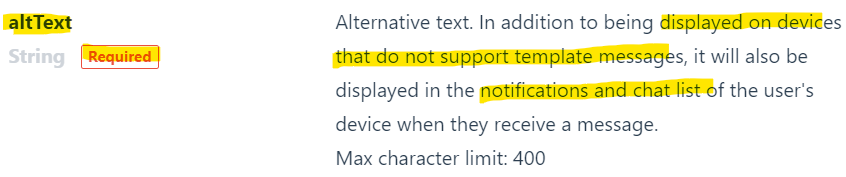 altText
String Required
Alternative text. In addition to being displayed on devices
that do not support template messages, it will also be
displayed in the notifications and chat list of the user's
device when they receive a message.
Max character limit: 400